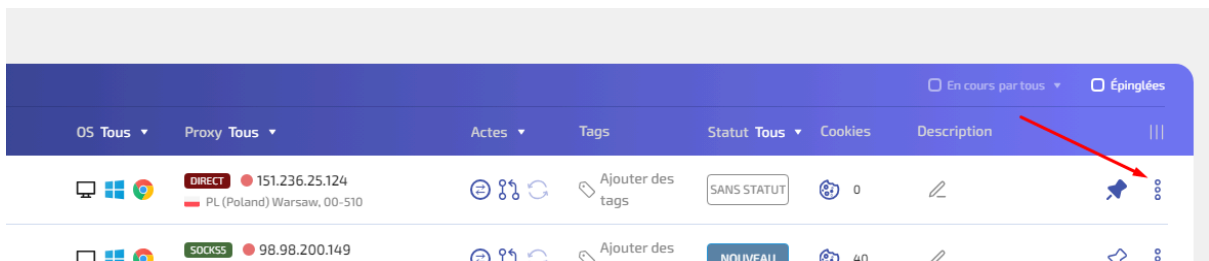 En cours par tous Épinglées
OS Tous Proxy Tous Actes Tags Statut Tous Cookies Description
DIRECT 151.236.25.124 Ajouter des
PL (Poland) Warsaw, 00-510 tags SANS STATUT 0
SOCKS5 98.98.200.149 Ajouter des
NOUVEAU 40